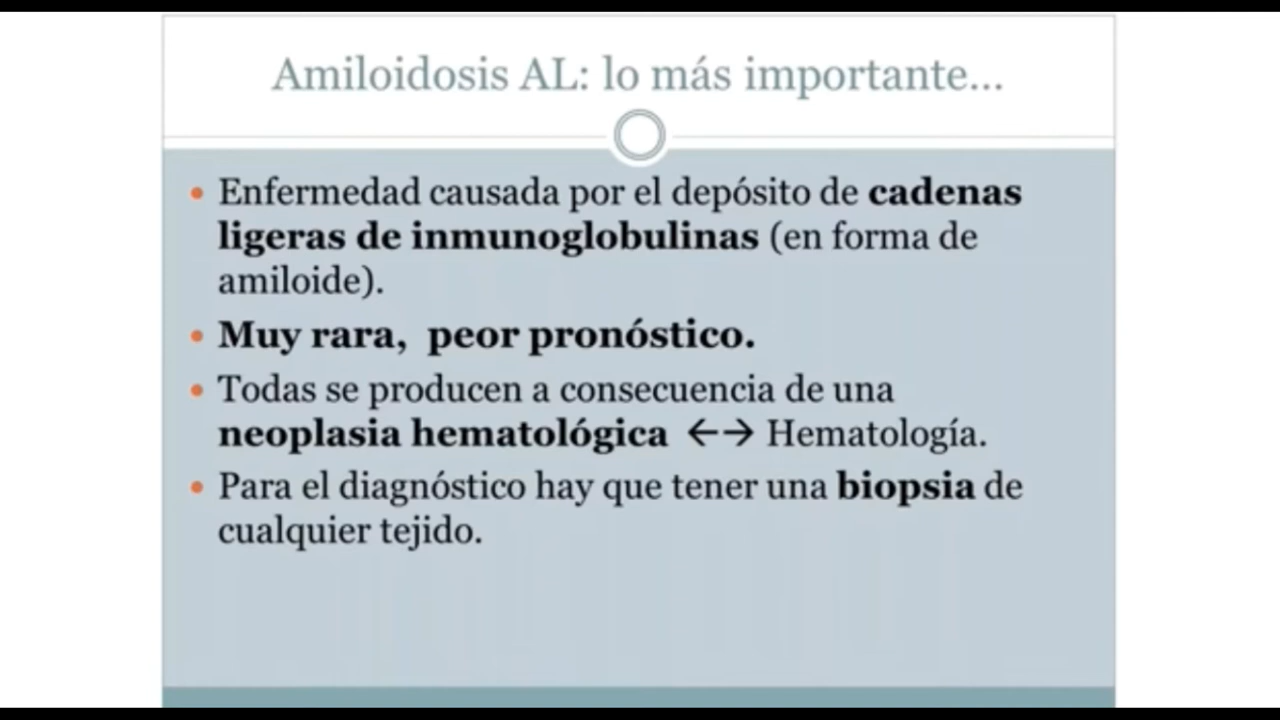 Amiloidosis AL: lo más importante...
• Enfermedad causada por el depósito de cadenas
ligeras de inmunoglobulinas (en forma de
amiloide).
• Muy rara, peor pronóstico.
• Todas se producen a consecuencia de una
neoplasia hematológica ←→ Hematología.
• Para el diagnóstico hay que tener una biopsia de
cualquier tejido.